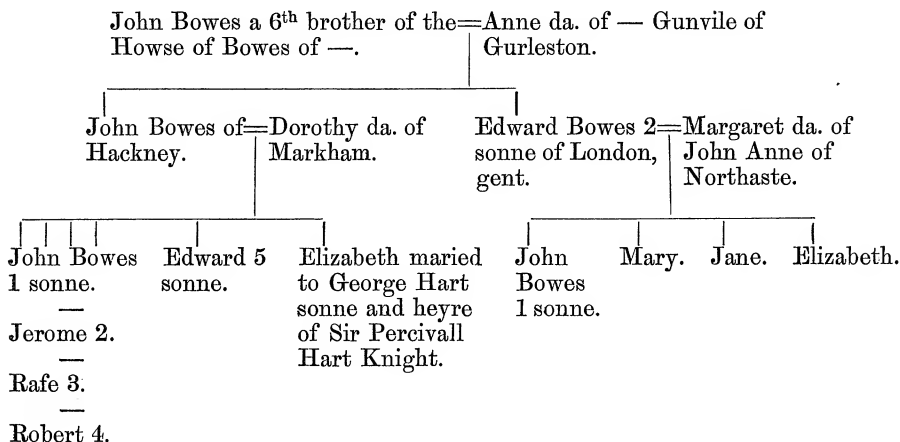 John Bowes a 6th brother of the=Anne da. of — Gunvile of
Howse of Bowes of —. Gurleston.
John Bowes of=Dorothy da. of
Hackney. Markham.
Edward Bowes 2=Margaret da. of
sonne of London, John Anne of
gent. Northaste.
John Bowes
1 sonne.
—
Jerome 2.
—
Rafe 3.
—
Robert 4.
Edward 5
sonne.
Elizabeth maried
to George Hart
sonne and heyre
of Sir Percivall
Hart Knight.
John
Bowes
1 sonne.
Mary.
Jane.
Elizabeth.